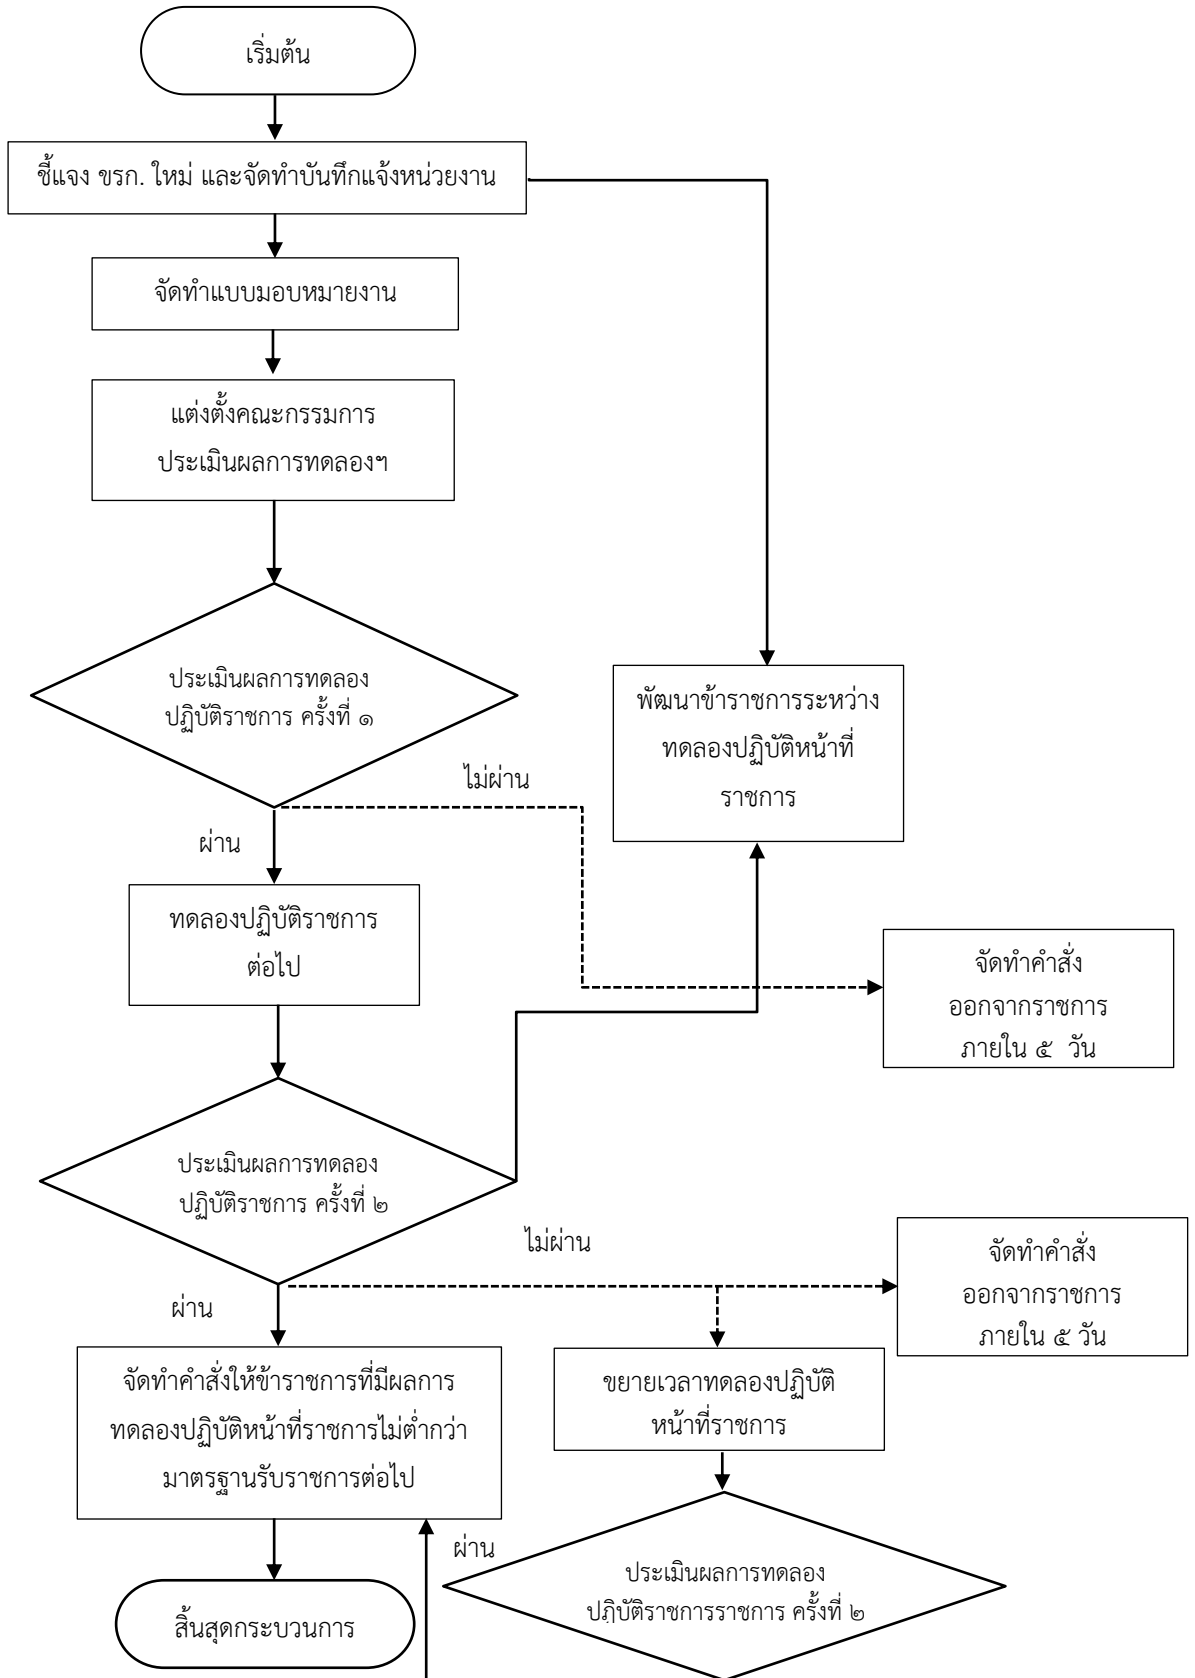 เริ่มต้น
ชี้แจง ขรก. ใหม่ และจัดทำบันทึกแจ้งหน่วยงาน
จัดทำแบบมอบหมายงาน
แต่งตั้งคณะกรรมการ
ประเมินผลการทดลองฯ
ประเมินผลการทดลอง
ปฏิบัติราชการ ครั้งที่ ๑
พัฒนาข้าราชการระหว่าง
ทดลองปฏิบัติหน้าที่
ราชการ
ไม่ผ่าน
ผ่าน
ทดลองปฏิบัติราชการ
ต่อไป
จัดทำคำสั่ง
ออกจากราชการ
ภายใน ๕ วัน
ประเมินผลการทดลอง
ปฏิบัติราชการ ครั้งที่ ๒
ไม่ผ่าน
จัดทำคำสั่ง
ออกจากราชการ
ภายใน ๕ วัน
ผ่าน
จัดทำคำสั่งให้ข้าราชการที่มีผลการ
ทดลองปฏิบัติหน้าที่ราชการไม่ต่ำกว่า
มาตรฐานรับราชการต่อไป
ขยายเวลาทดลองปฏิบัติ
หน้าที่ราชการ
ผ่าน
ประเมินผลการทดลอง
ปฏิบัติราชการราชการ ครั้งที่ ๒
สิ้นสุดกระบวนการ